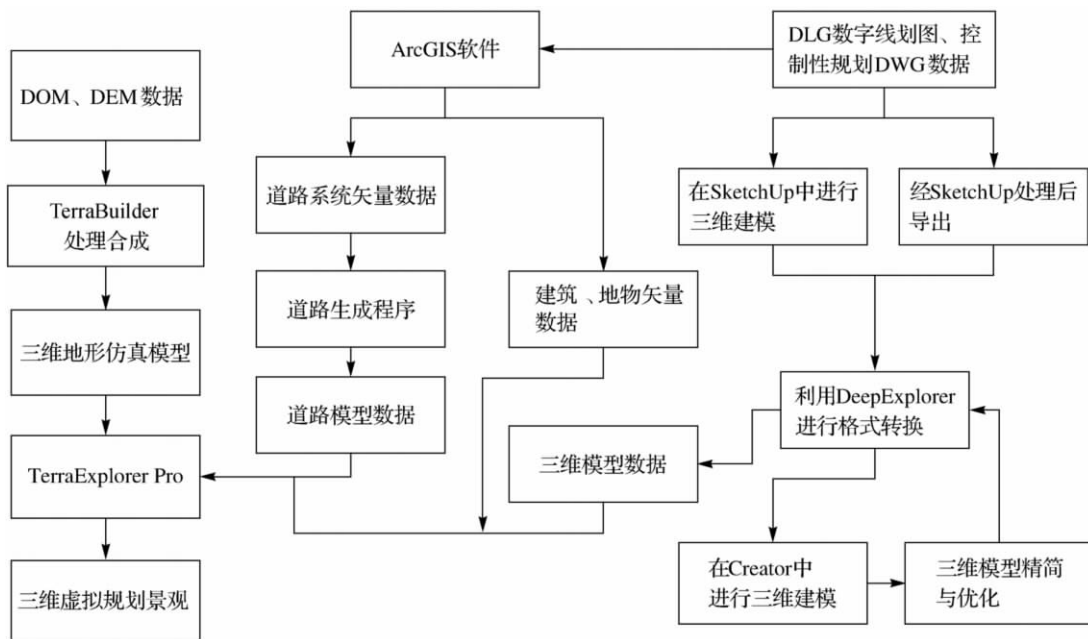 ArcGIS软件
DLG数字线划图、控
制性规划DWG数据
DOM、DEM数据
道路系统矢量数据
在SketchUp中进行
三维建模
经SketchUp处理后
导出
TerraBuilder
处理合成
建筑、地物矢量
数据
道路生成程序
三维地形仿真模型
道路模型数据
利用DeepExplorer
进行格式转换
三维模型数据
TerraExplorer Pro
在Creator中
进行三维建模
三维模型精简
与优化
三维虚拟规划景观